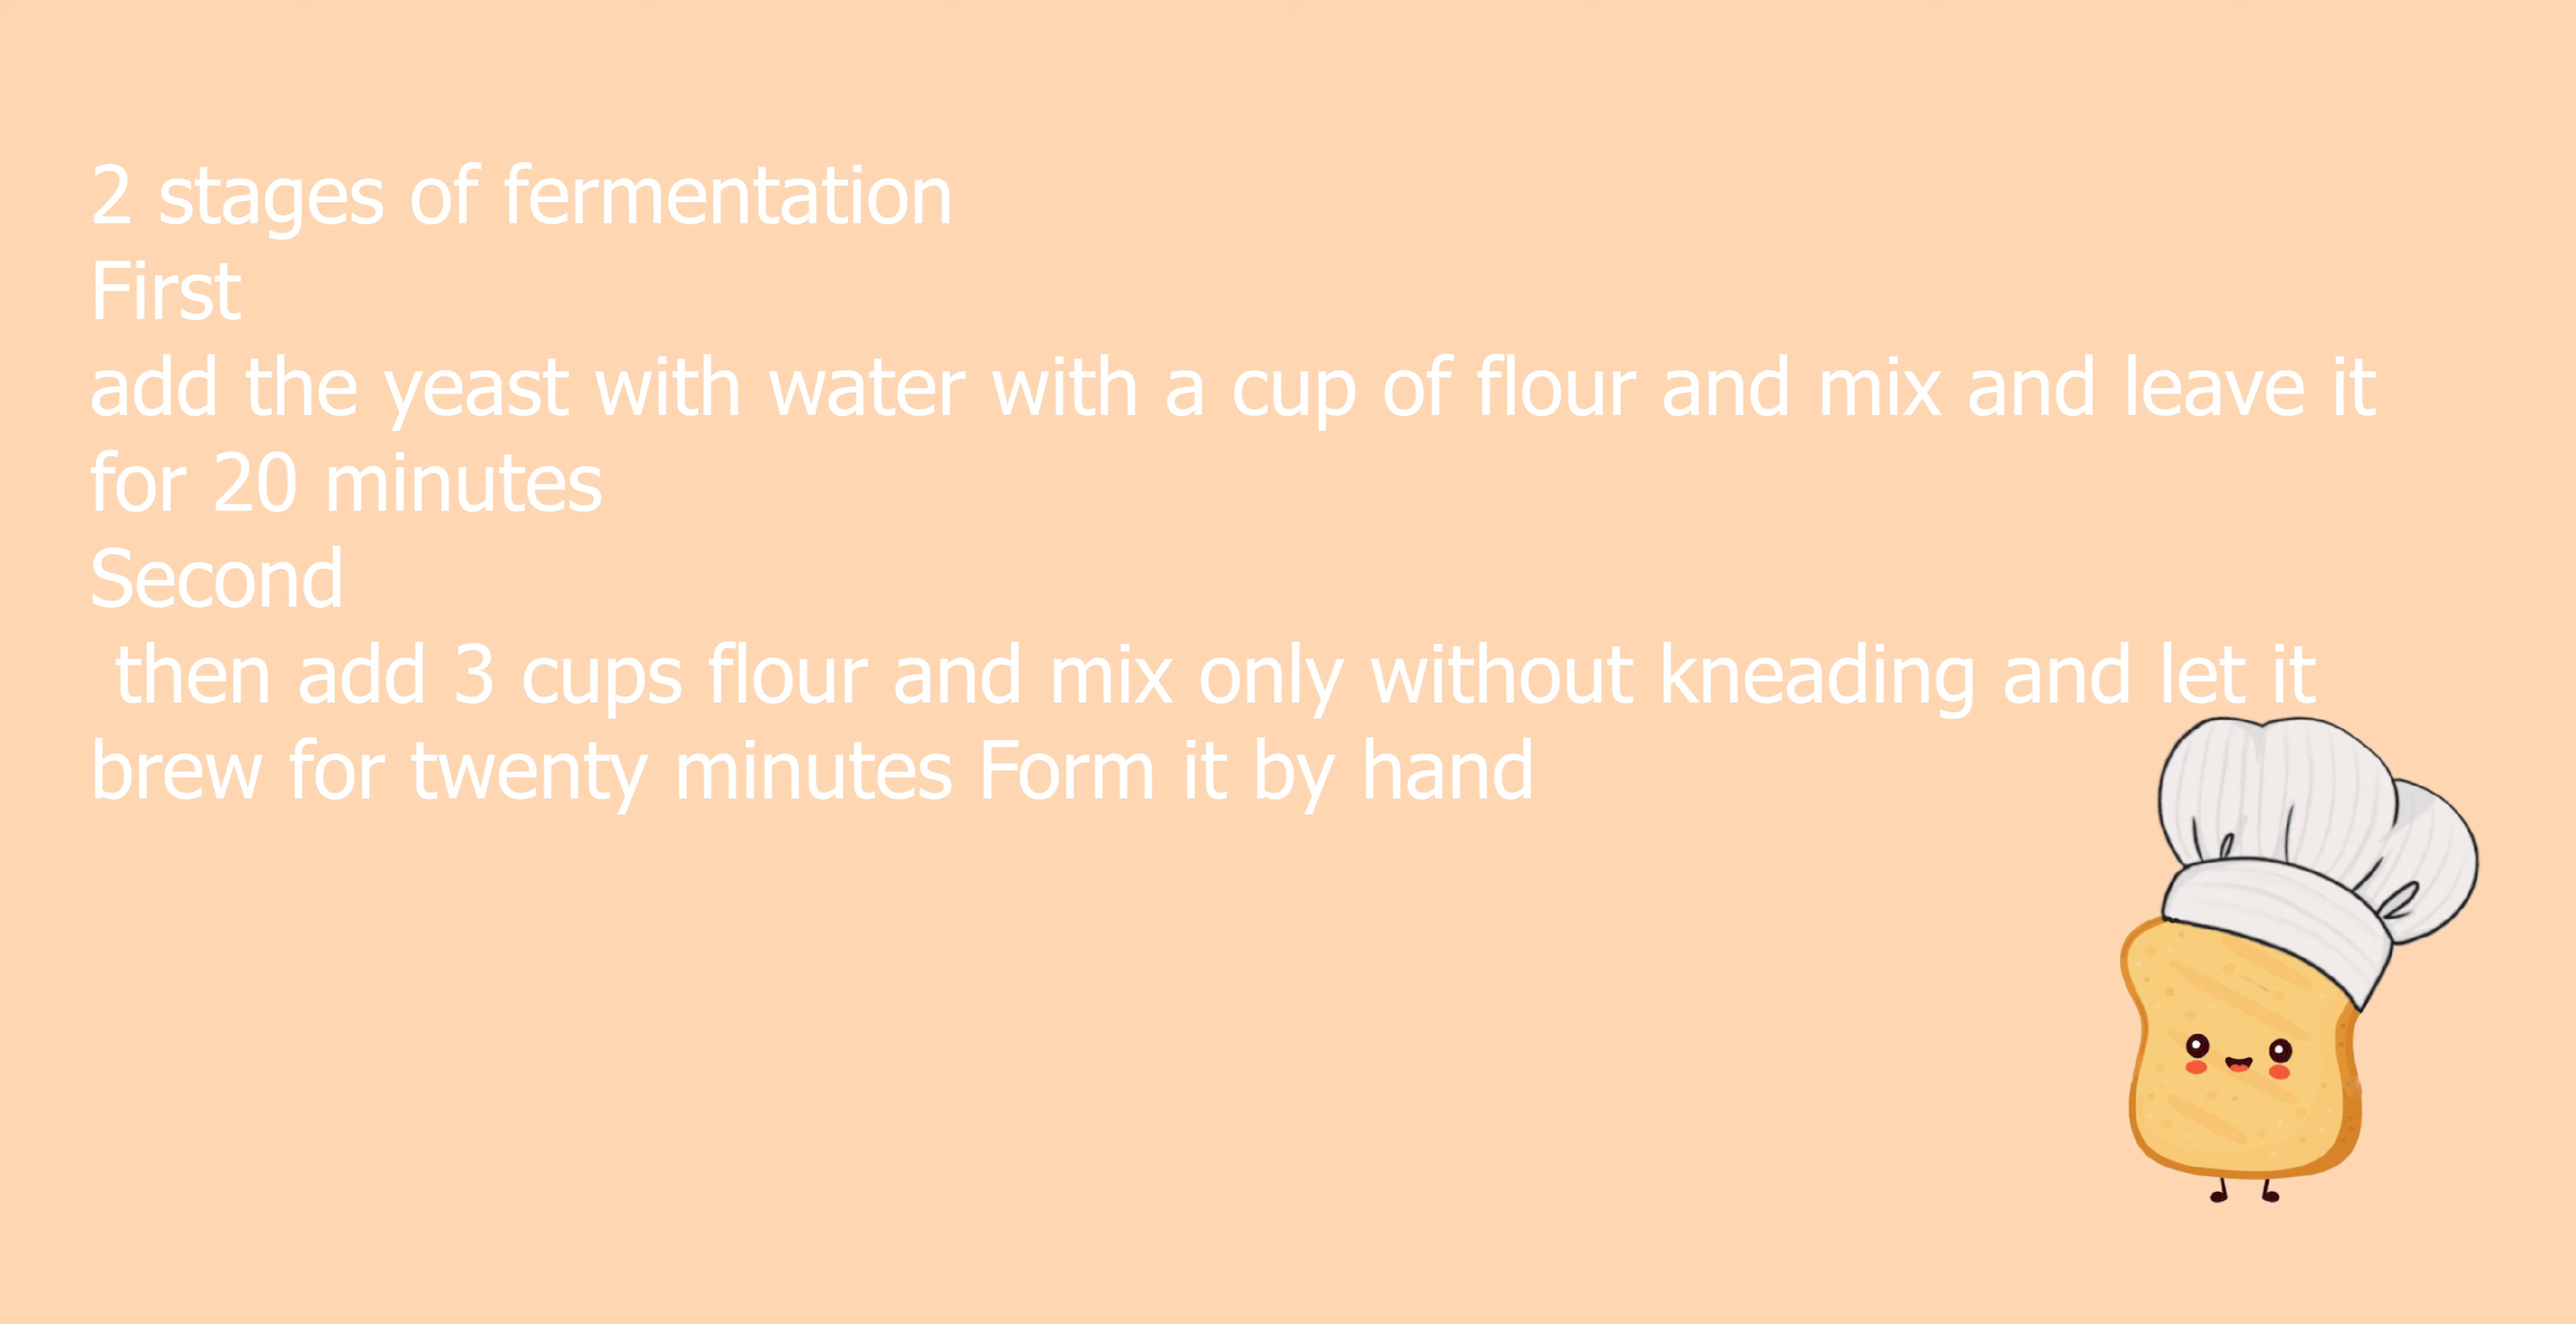 2 stages of fermentation
First
add the yeast with water with a cup of flour and mix and leave it
for 20 minutes
Second
then add 3 cups flour and mix only without kneading and let it
brew for twenty minutes Form it by hand